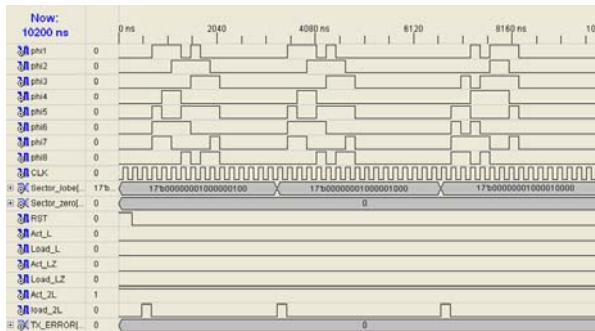 Now:
10200 ns
0 ns 2040 4080 ns 6120 8160 ns 10
phi1 0
phi2 0
phi3 0
phi4 0
phi5 0
phi6 0
phi7 0
phi8 0
CLK 0
Sector_lobe[... 17'b... 17'b00000001000000100 17'b00000001000001000 17'b00000001000010000
Sector_zero[... 0 0
RST 0
Act_L 0
Load_L 0
Act_LZ 0
Load_LZ 0
Act_2L 1
load_2L 0
TX_ERROR[... 0 0